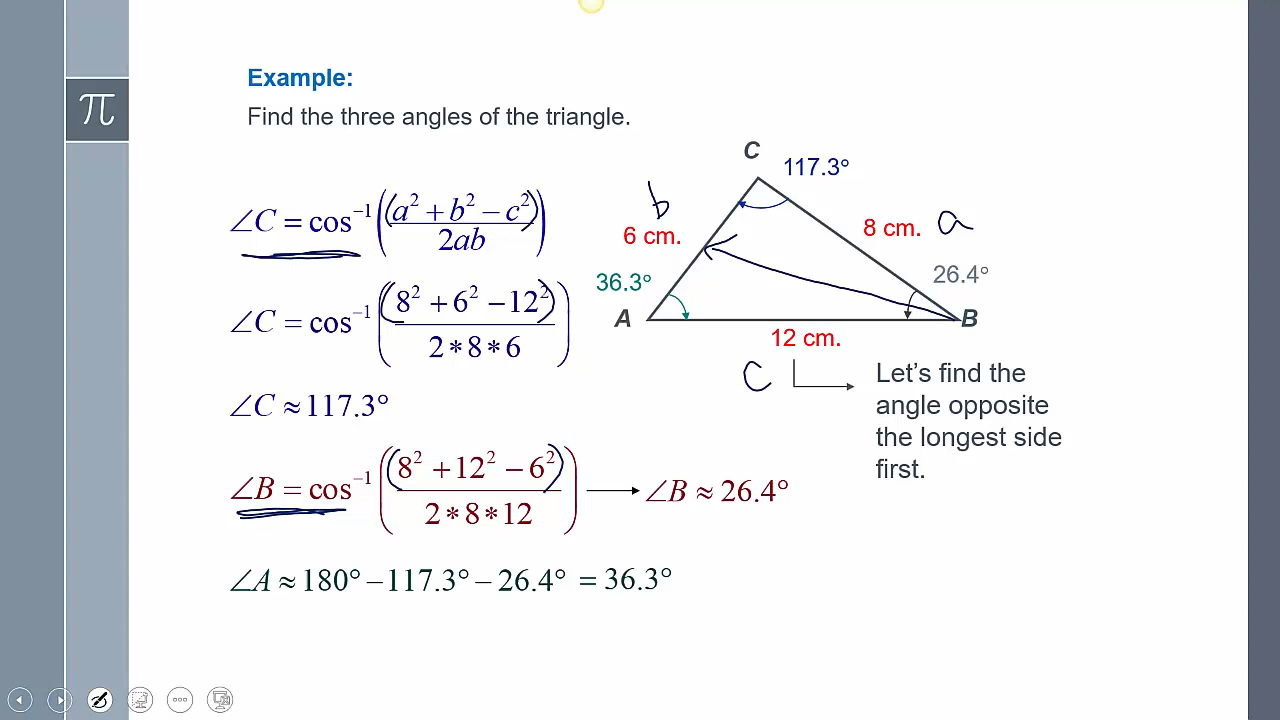 Example:
π
Find the three angles of the triangle.
C
117.3°
∠C = cos⁻¹((a² + b² − c²) / 2ab)
b
6 cm.
8 cm. a
∠C = cos⁻¹((8² + 6² − 12²) / 2*8*6)
36.3°
26.4°
A
B
12 cm.
C
∠C ≈ 117.3°
Let's find the
angle opposite
the longest side
first.
∠B = cos⁻¹((8² + 12² − 6²) / 2*8*12)
∠B ≈ 26.4°
∠A ≈ 180° − 117.3° − 26.4° = 36.3°